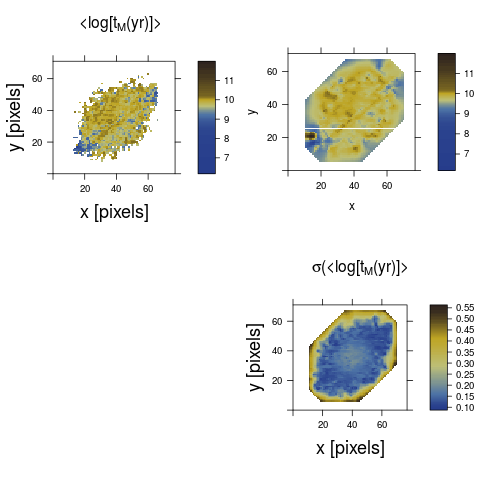 <log[tM(yr)]>
60
40
20
y [pixels]
20 40 60
x [pixels]
11
10
9
8
7
60
40
20
y
20 40 60
x
11
10
9
8
7
σ(<log[tM(yr)]>
60
40
20
y [pixels]
20 40 60
x [pixels]
0.55
0.50
0.45
0.40
0.35
0.30
0.25
0.20
0.15
0.10